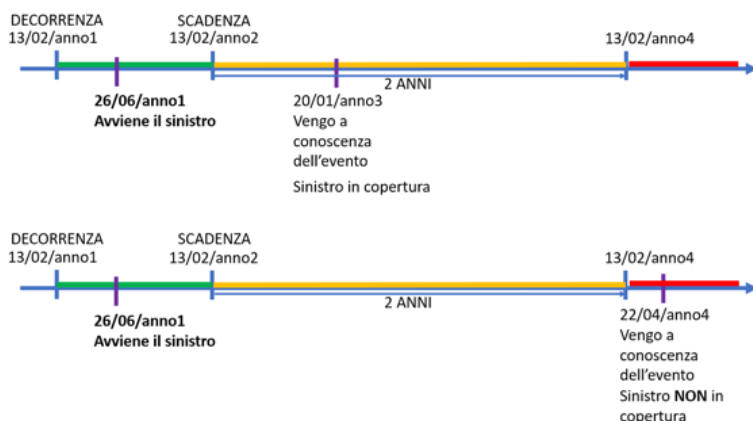 DECORRENZA
13/02/anno1
SCADENZA
13/02/anno2
13/02/anno4
2 ANNI
26/06/anno1
Avviene il sinistro
20/01/anno3
Vengo a
conoscenza
dell'evento
Sinistro in copertura
DECORRENZA
13/02/anno1
SCADENZA
13/02/anno2
13/02/anno4
2 ANNI
26/06/anno1
Avviene il sinistro
22/04/anno4
Vengo a
conoscenza
dell'evento
Sinistro NON in
copertura